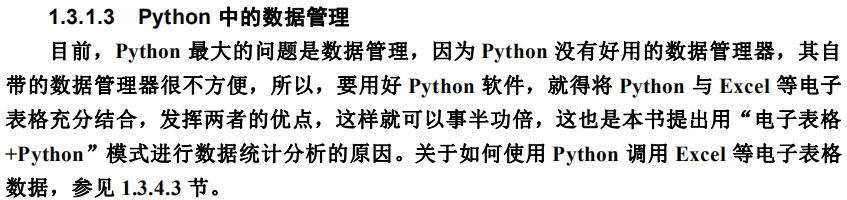 1.3.1.3 Python 中的数据管理
目前，Python 最大的问题是数据管理，因为 Python 没有好用的数据管理器，其自
带的数据管理器很不方便，所以，要用好 Python 软件，就得将 Python 与 Excel 等电子
表格充分结合，发挥两者的优点，这样就可以事半功倍，这也是本书提出用“电子表格
+Python”模式进行数据统计分析的原因。关于如何使用 Python 调用 Excel 等电子表格
数据，参见 1.3.4.3 节。